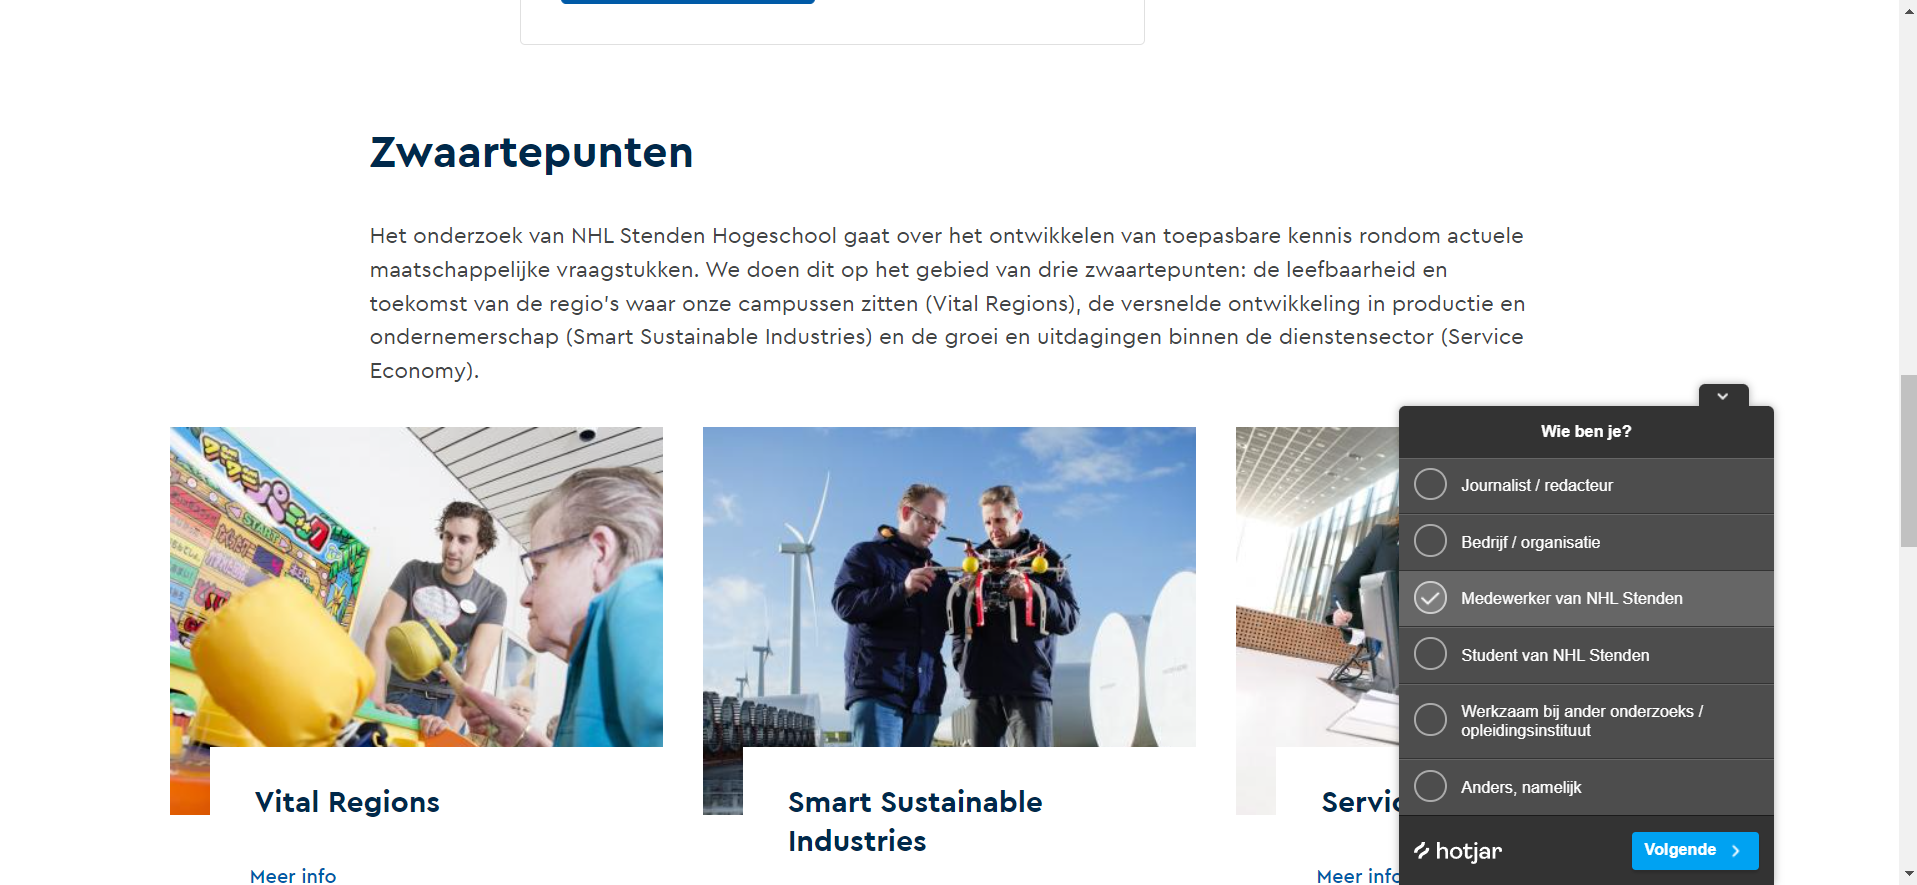 Zwaartepunten
Het onderzoek van NHL Stenden Hogeschool gaat over het ontwikkelen van toepasbare kennis rondom actuele
maatschappelijke vraagstukken. We doen dit op het gebied van drie zwaartepunten: de leefbaarheid en
toekomst van de regio's waar onze campussen zitten (Vital Regions), de versnelde ontwikkeling in productie en
ondernemerschap (Smart Sustainable Industries) en de groei en uitdagingen binnen de dienstensector (Service
Economy).
START
Vital Regions
Meer info
Smart Sustainable
Industries
Servic
Meer info
Wie ben je?
Journalist / redacteur
Bedrijf / organisatie
Medewerker van NHL Stenden
Student van NHL Stenden
Werkzaam bij ander onderzoeks /
opleidingsinstituut
Anders, namelijk
hotjar
Volgende